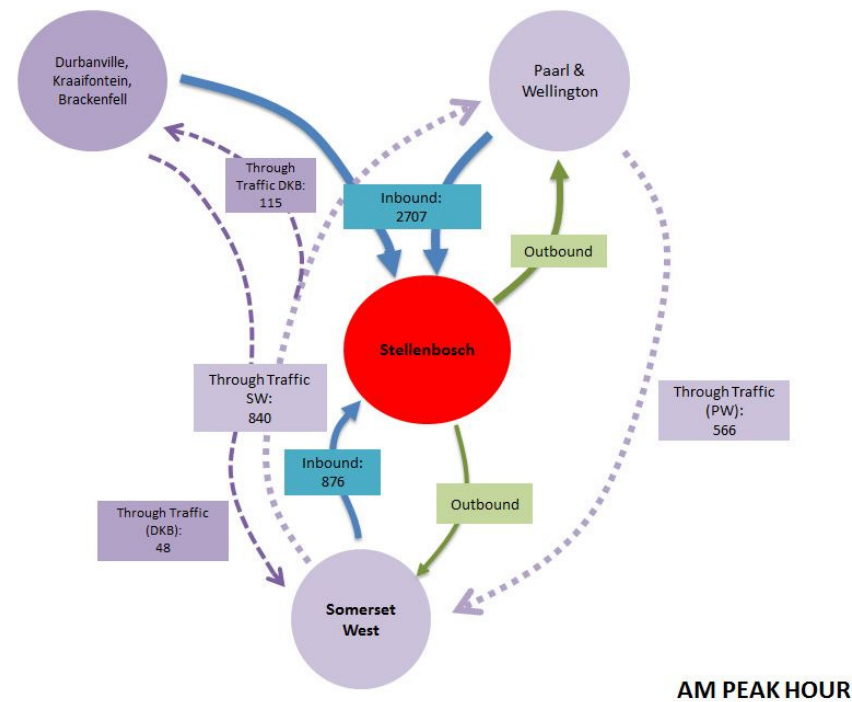 Durbanville,
Kraaifontein,
Brackenfell
Paarl &
Wellington
Through
Traffic DKB:
115
Inbound:
2707
Outbound
Stellenbosch
Through Traffic
SW:
840
Through Traffic
(PW):
566
Inbound:
876
Outbound
Through Traffic
(DKB):
48
Somerset
West
AM PEAK HOUR